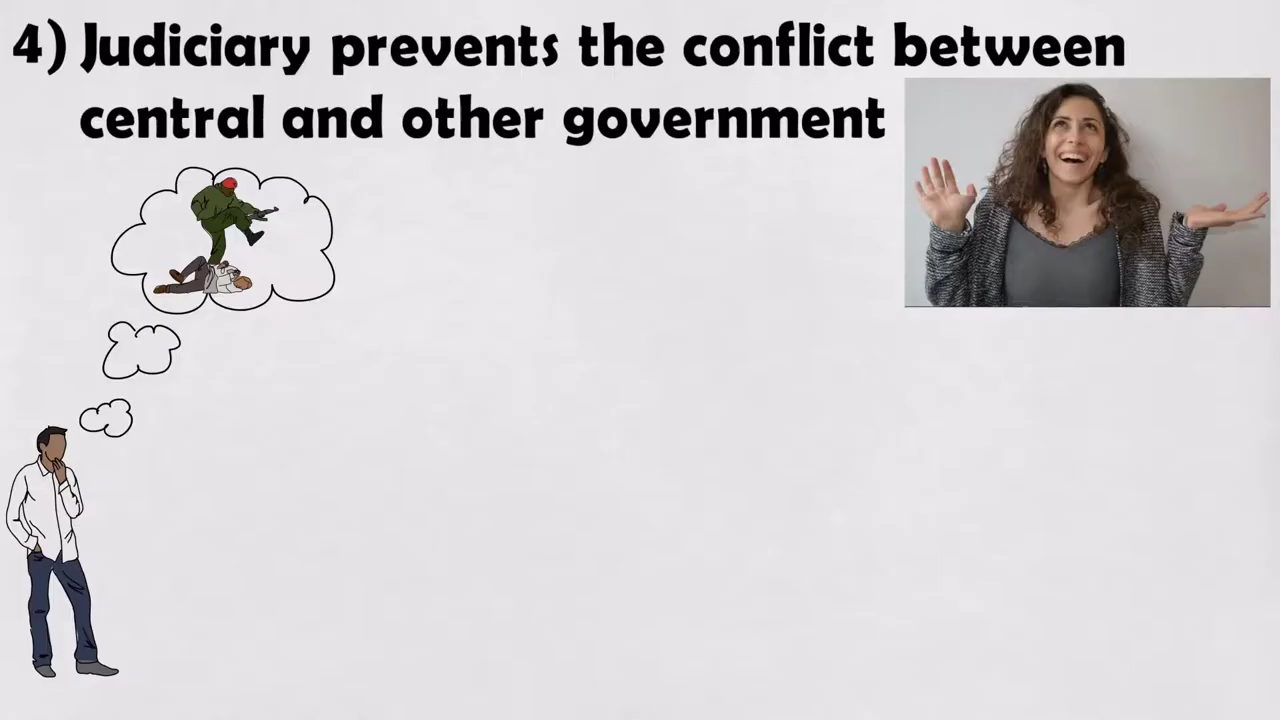 4) Judiciary prevents the conflict between
central and other government